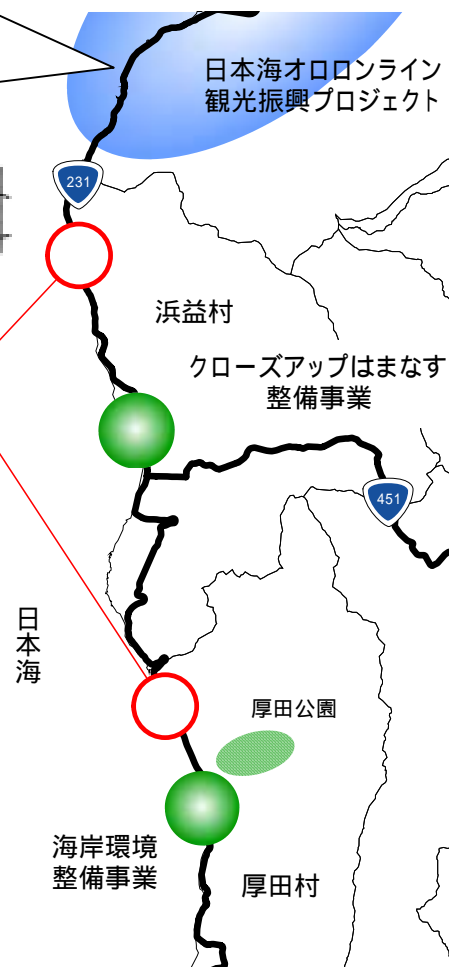 日本海オロロンライン
観光振興プロジェクト
231
浜益村
クローズアップはまなす
整備事業
451
日本海
厚田公園
海岸環境
整備事業
厚田村